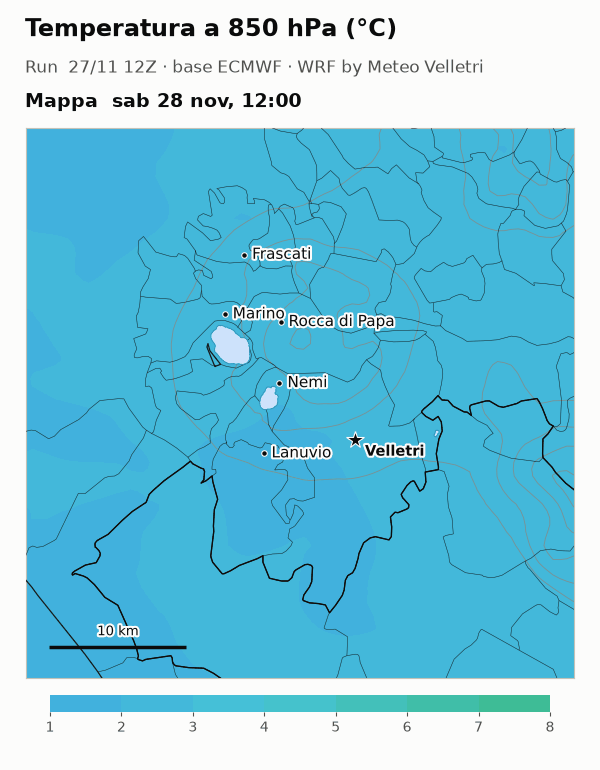 Temperatura a 850 hPa (°C)
Run  27/11 12Z · base ECMWF · WRF by Meteo Velletri
Mappa  sab 28 nov, 12:00
Frascati
Marino
Rocca di Papa
Nemi
Velletri
Lanuvio
10 km
1 2 3 4 5 6 7 8